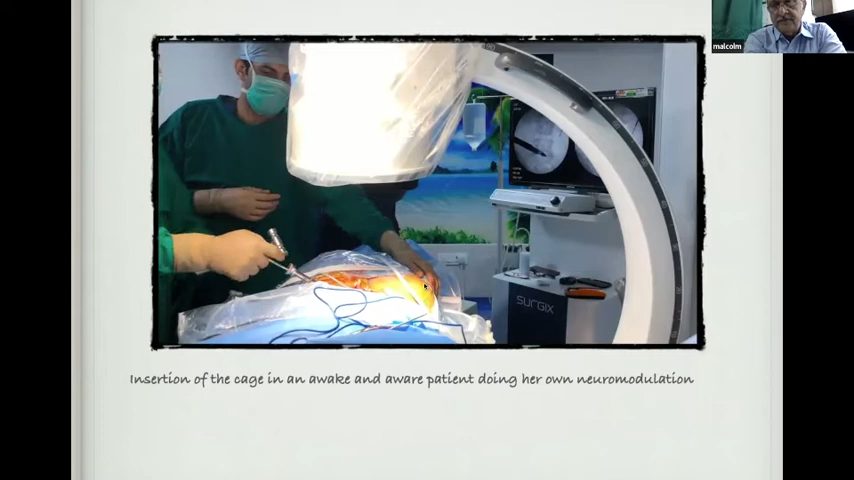 malcolm
SURGIX
Insertion of the cage in an awake and aware patient doing her own neuromodulation